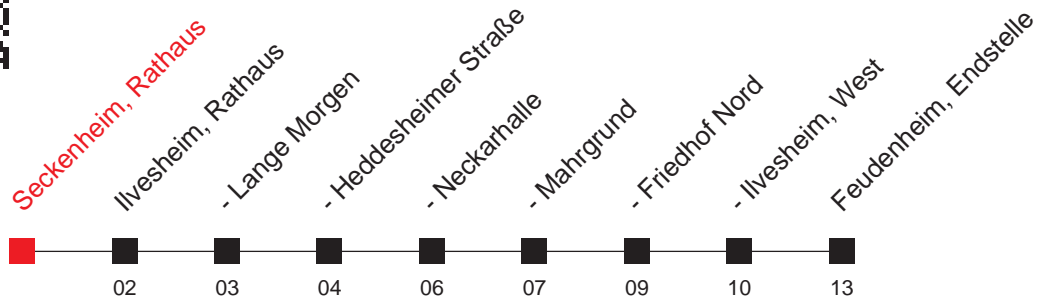 Seckenheim, Rathaus
Ilvesheim, Rathaus
- Lange Morgen
- Heddesheimer Straße
- Neckarhalle
- Mahrgrund
- Friedhof Nord
- Ilvesheim, West
Feudenheim, Endstelle
02 03 04 06 07 09 10 13